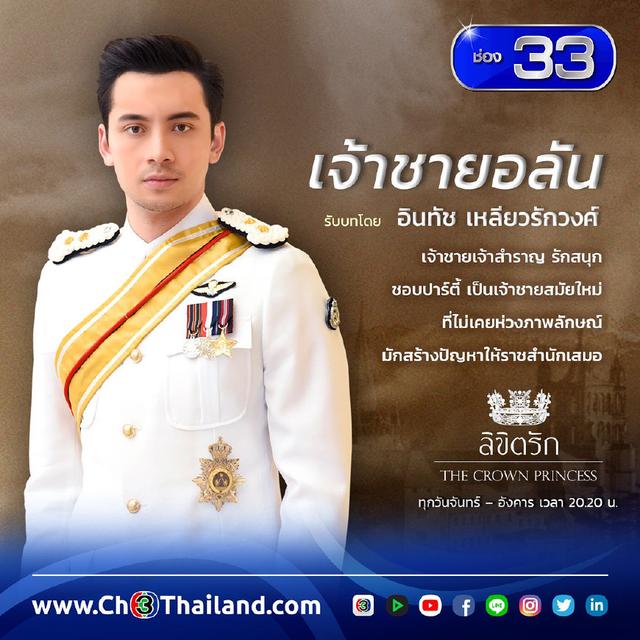 ช่อง 33
เจ้าชายอลัน
รับบทโดย อินทัช เหลียวรักวงศ์
เจ้าชายเจ้าสำราญ รักสนุก
ชอบปาร์ตี้ เป็นเจ้าชายสมัยใหม่
ที่ไม่เคยห่วงภาพลักษณ์
มักสร้างปัญหาให้ราชสำนักเสมอ
ลิขิตรัก
THE CROWN PRINCESS
ทุกวันจันทร์ – อังคาร เวลา 20.20 น.
www.Ch3Thailand.com